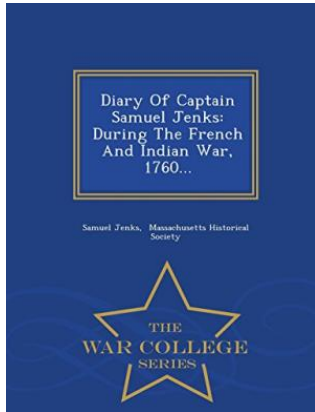 Diary Of Captain
Samuel Jenks:
During The French
And Indian War,
1760...
Samuel Jenks, Massachusetts Historical
Society
THE
WAR COLLEGE
SERIES